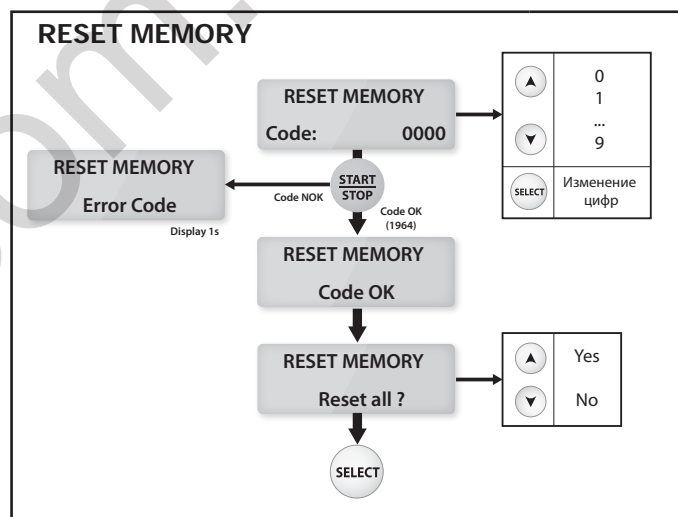 RESET MEMORY
RESET MEMORY
Code: 0000
0
1
...
9
SELECT
Изменение
цифр
START
STOP
Code NOK
RESET MEMORY
Error Code
Display 1s
Code OK
(1964)
RESET MEMORY
Code OK
RESET MEMORY
Reset all ?
Yes
No
SELECT